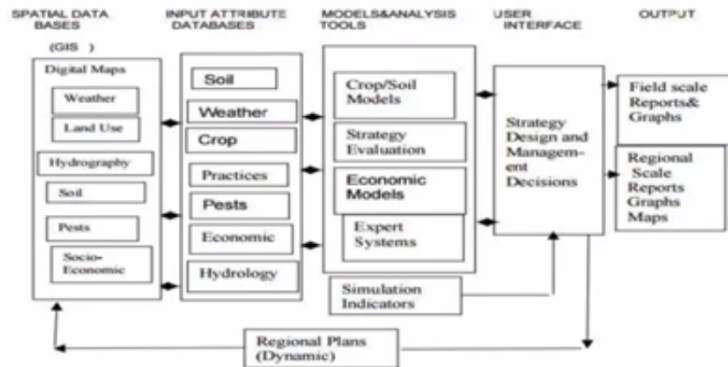 SPATIAL DATA BASES
(GIS )
INPUT ATTRIBUTE DATABASES
MODELS&ANALYSIS TOOLS
USER INTERFACE
OUTPUT
Digital Maps
Weather
Land Use
Hydrography
Soil
Pests
Socio-
Economic
Soil
Weather
Crop
Practices
Pests
Economic
Hydrology
Crop/Soil
Models
Strategy
Evaluation
Economic
Models
Expert
Systems
Simulation
Indicators
Strategy
Design and
Managem-
ent
Decisions
Field scale
Reports&
Graphs
Regional
Scale
Reports
Graphs
Maps
Regional Plans
(Dynamic)